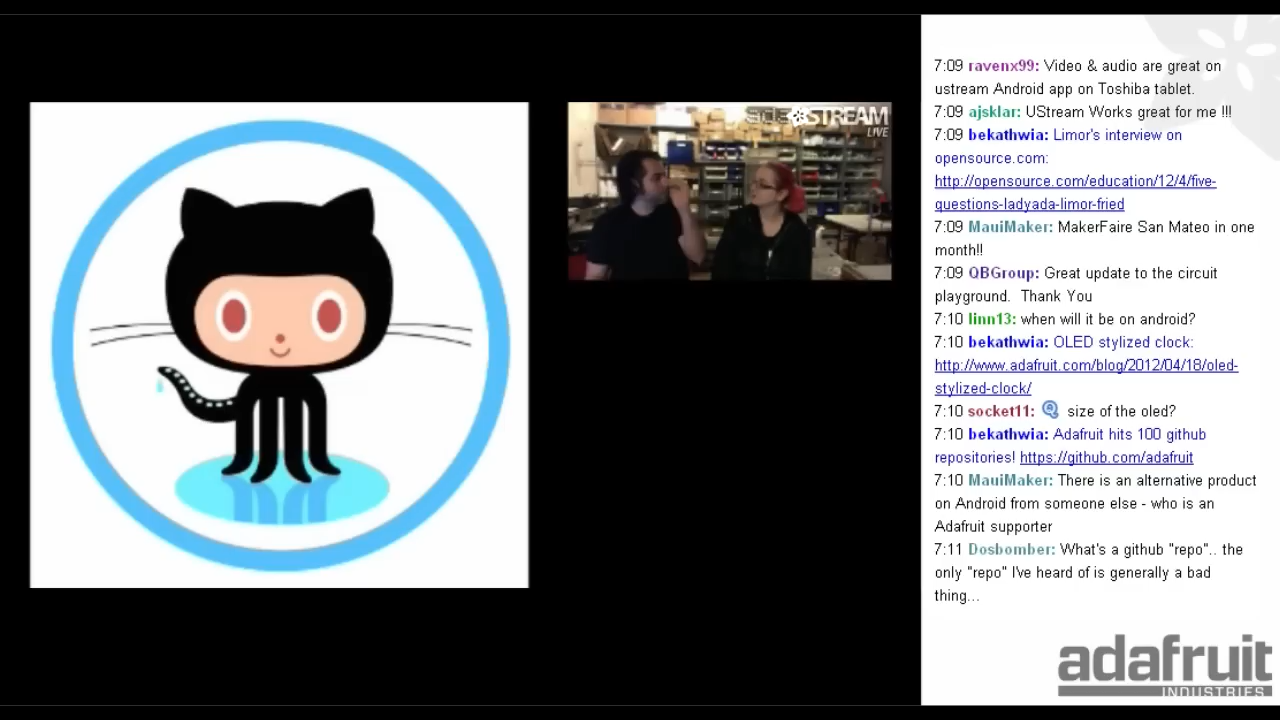 STREAM
LIVE
7:09 ravenx99: Video & audio are great on
ustream Android app on Toshiba tablet.
7:09 ajsklar: UStream Works great for me !!!
7:09 bekathwia: Limor's interview on
opensource.com:
http://opensource.com/education/12/4/five-
questions-ladyada-limor-fried
7:09 MauiMaker: MakerFaire San Mateo in one
month!!
7:09 QBGroup: Great update to the circuit
playground. Thank You
7:10 linn13: when will it be on android?
7:10 bekathwia: OLED stylized clock:
http://www.adafruit.com/blog/2012/04/18/oled-
stylized-clock/
7:10 socket11: size of the oled?
7:10 bekathwia: Adafruit hits 100 github
repositories! https://github.com/adafruit
7:10 MauiMaker: There is an alternative product
on Android from someone else - who is an
Adafruit supporter
7:11 Dosbomber: What's a github "repo".. the
only "repo" I've heard of is generally a bad
thing...
adafruit
INDUSTRIES